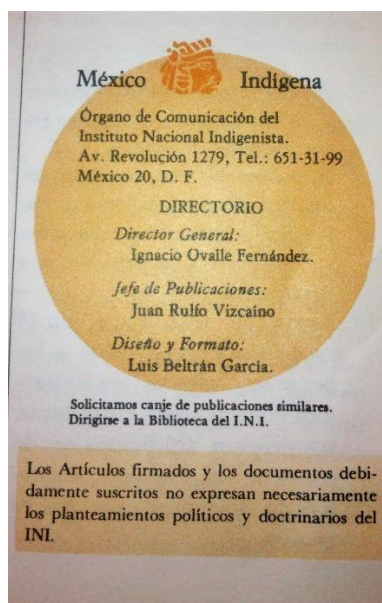 México Indígena
Órgano de Comunicación del
Instituto Nacional Indigenista.
Av. Revolución 1279, Tel.: 651-31-99
México 20, D. F.
DIRECTORIO
Director General:
Ignacio Ovalle Fernández.
Jefe de Publicaciones:
Juan Rulfo Vizcaíno
Diseño y Formato:
Luis Beltrán García.
Solicitamos canje de publicaciones similares.
Dirigirse a la Biblioteca del I.N.I.
Los Artículos firmados y los documentos debi-
damente suscritos no expresan necesariamente
los planteamientos políticos y doctrinarios del
INI.